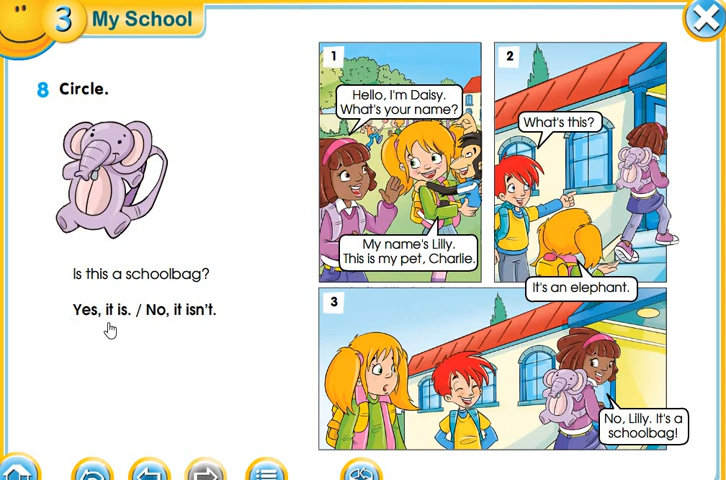 3 My School
8 Circle.
Is this a schoolbag?
Yes, it is. / No, it isn't.
1
Hello, I'm Daisy.
What's your name?
My name's Lilly.
This is my pet, Charlie.
2
What's this?
It's an elephant.
3
No, Lilly. It's a
schoolbag!